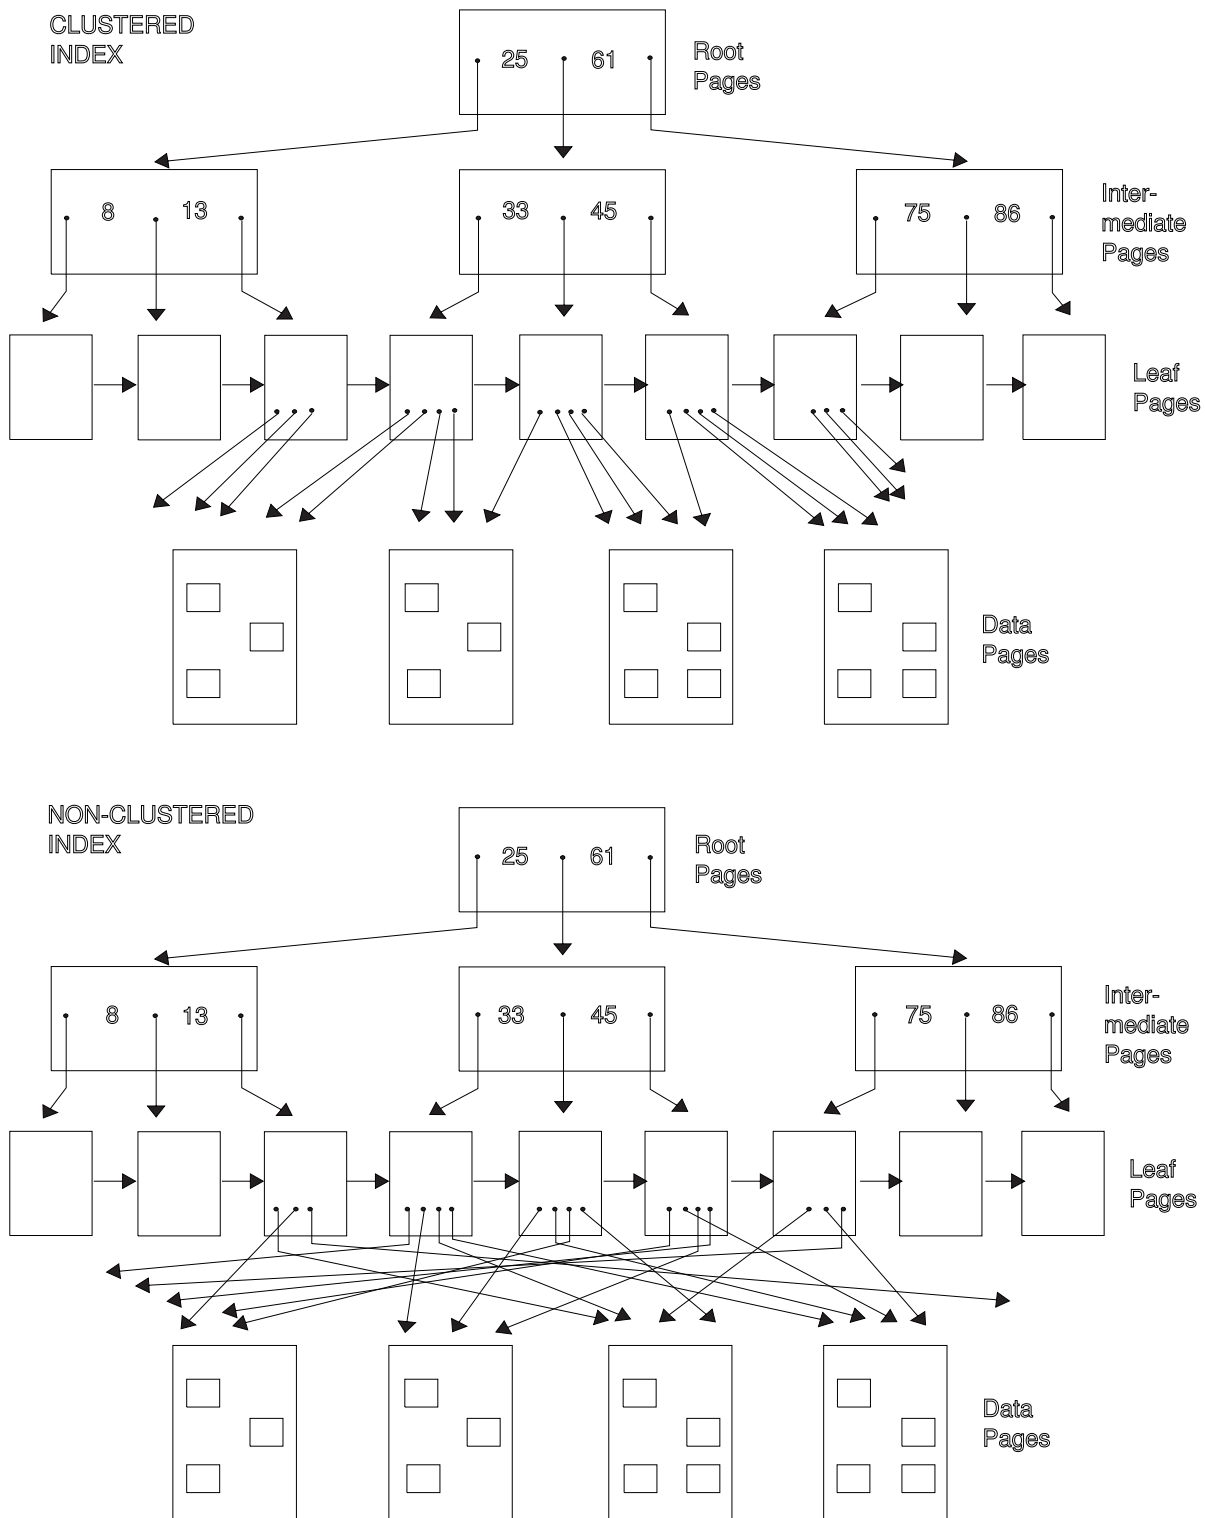 CLUSTERED
INDEX
25 61
Root
Pages
8 13
33 45
75 86
Inter-
mediate
Pages
Leaf
Pages
Data
Pages
NON-CLUSTERED
INDEX
25 61
Root
Pages
8 13
33 45
75 86
Inter-
mediate
Pages
Leaf
Pages
Data
Pages